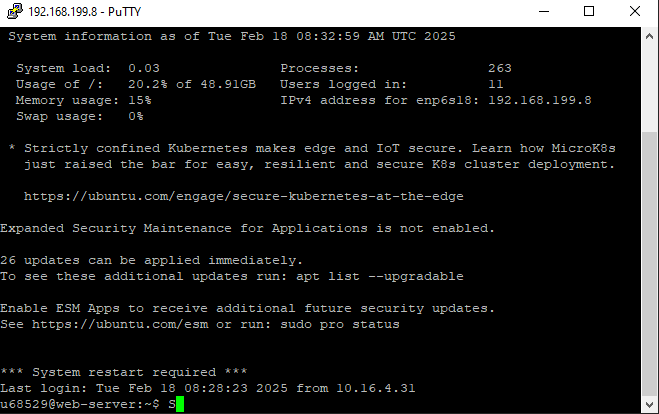 192.168.199.8 - PuTTY
System information as of Tue Feb 18 08:32:59 AM UTC 2025
System load: 0.03 Processes: 263
Usage of /: 20.2% of 48.91GB Users logged in: 11
Memory usage: 15% IPv4 address for enp6s18: 192.168.199.8
Swap usage: 0%
* Strictly confined Kubernetes makes edge and IoT secure. Learn how MicroK8s
just raised the bar for easy, resilient and secure K8s cluster deployment.
https://ubuntu.com/engage/secure-kubernetes-at-the-edge
Expanded Security Maintenance for Applications is not enabled.
26 updates can be applied immediately.
To see these additional updates run: apt list --upgradable
Enable ESM Apps to receive additional future security updates.
See https://ubuntu.com/esm or run: sudo pro status
*** System restart required ***
Last login: Tue Feb 18 08:28:23 2025 from 10.16.4.31
u68529@web-server:~$ S